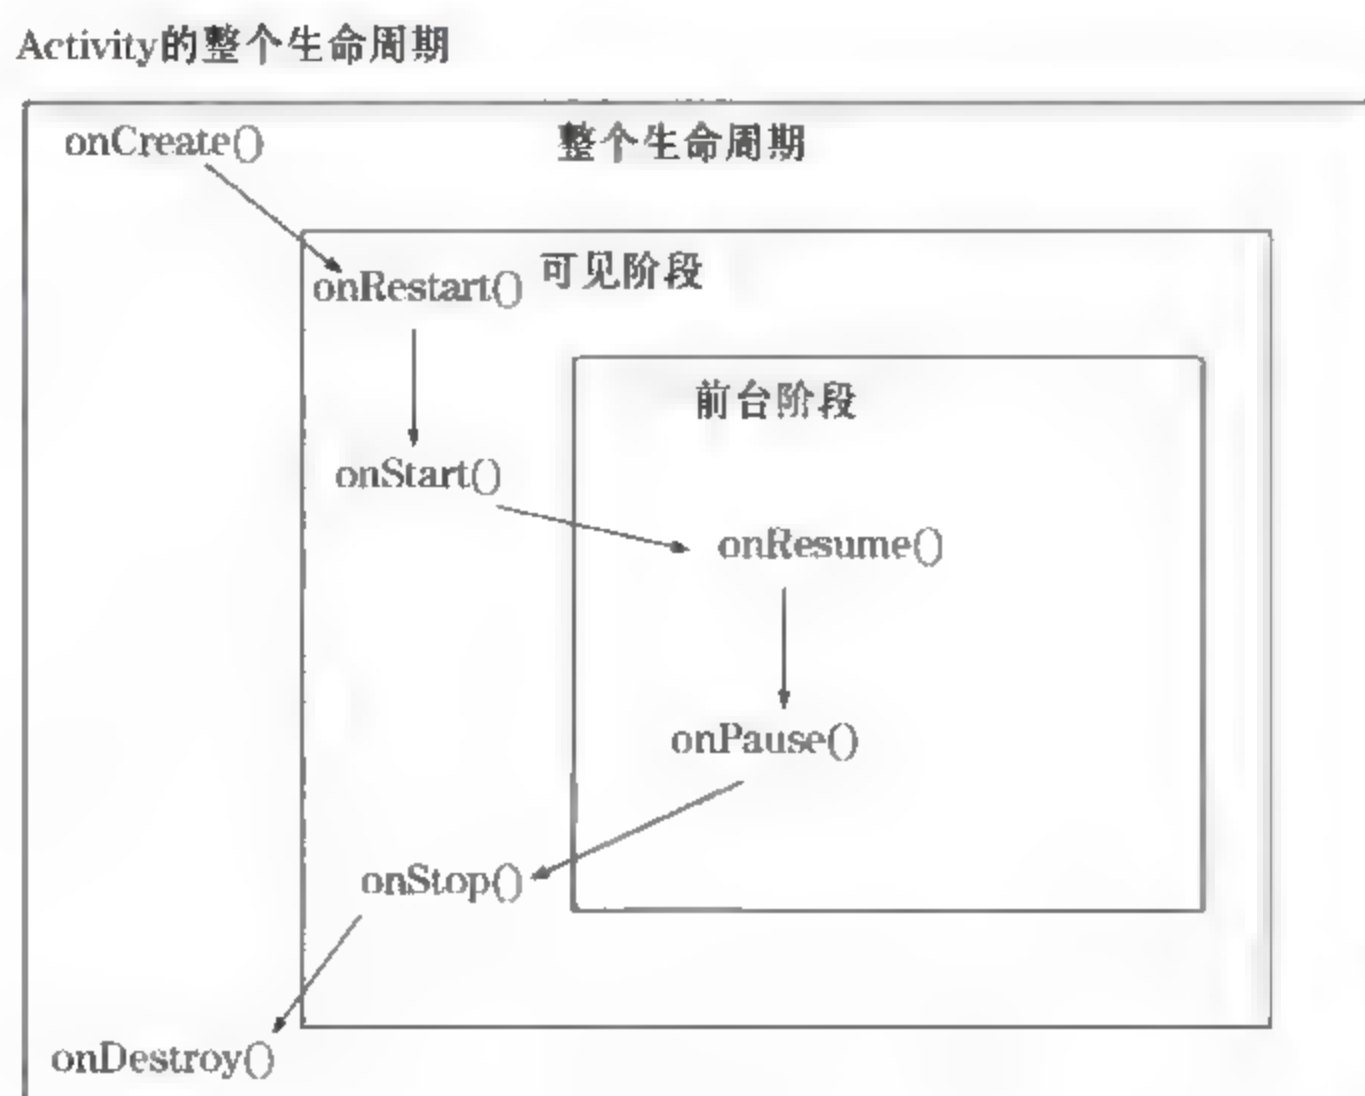 Activity的整个生命周期
onCreate()
整个生命周期
onRestart()
可见阶段
前台阶段
onStart()
onResume()
onPause()
onStop()
onDestroy()